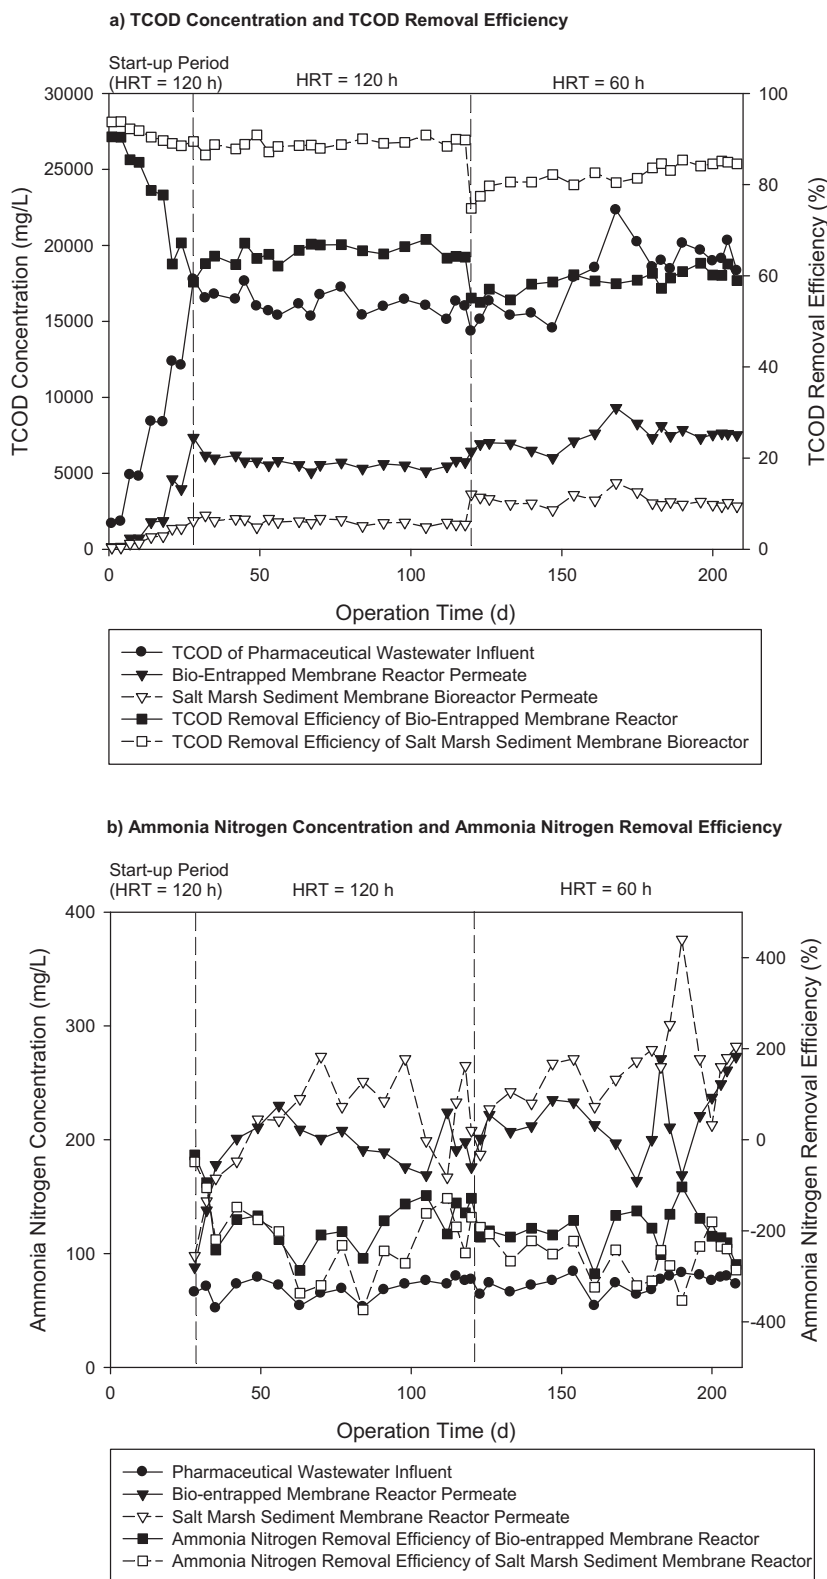 a) TCOD Concentration and TCOD Removal Efficiency
Start-up Period
(HRT = 120 h)
HRT = 120 h
HRT = 60 h
TCOD Concentration (mg/L)
30000
25000
20000
15000
10000
5000
0
TCOD Removal Efficiency (%)
100
80
60
40
20
0
0
50
100
150
200
Operation Time (d)
TCOD of Pharmaceutical Wastewater Influent
Bio-Entrapped Membrane Reactor Permeate
Salt Marsh Sediment Membrane Bioreactor Permeate
TCOD Removal Efficiency of Bio-Entrapped Membrane Reactor
TCOD Removal Efficiency of Salt Marsh Sediment Membrane Bioreactor
b) Ammonia Nitrogen Concentration and Ammonia Nitrogen Removal Efficiency
Start-up Period
(HRT = 120 h)
HRT = 120 h
HRT = 60 h
Ammonia Nitrogen Concentration (mg/L)
400
300
200
100
0
Ammonia Nitrogen Removal Efficiency (%)
400
200
0
-200
-400
0
50
100
150
200
Operation Time (d)
Pharmaceutical Wastewater Influent
Bio-entrapped Membrane Reactor Permeate
Salt Marsh Sediment Membrane Reactor Permeate
Ammonia Nitrogen Removal Efficiency of Bio-entrapped Membrane Reactor
Ammonia Nitrogen Removal Efficiency of Salt Marsh Sediment Membrane Reactor